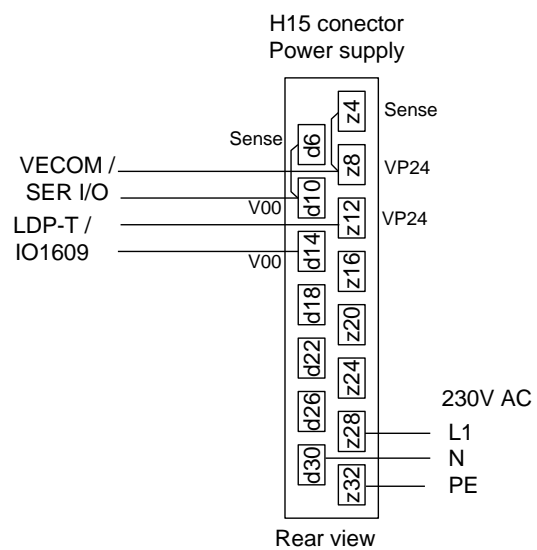 H15 conector
Power supply
z4
Sense
d6
Sense
z8
VP24
VECOM /
SER I/O
d10
V00
z12
VP24
LDP-T /
IO1609
d14
V00
z16
d18
z20
d22
z24
d26
230V AC
z28
L1
d30
N
z32
PE
Rear view